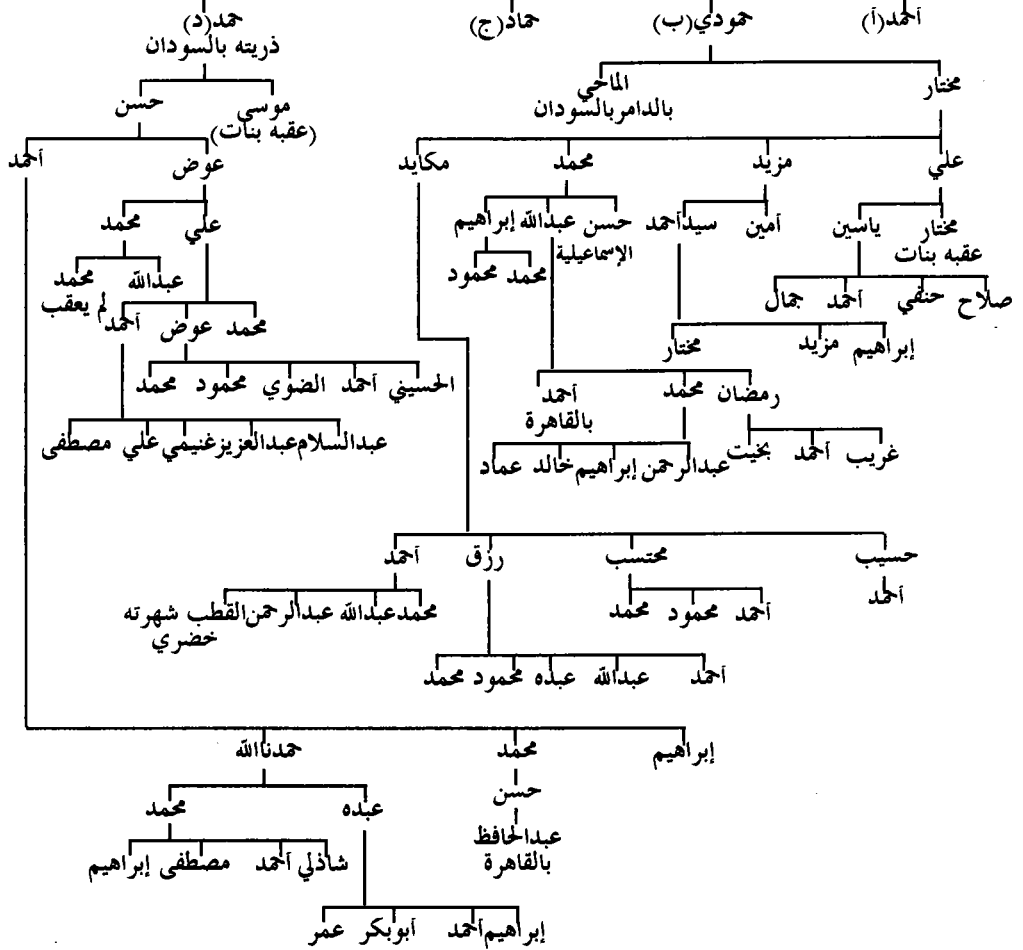 أحمد(أ) حمودي(ب) حماد(ج) حمد(د)
ذريته بالسودان
مختار الماحي
بالدامر بالسودان
موسى حسن
(عقبه بنات)
علي مزيد محمد مكايد عوض أحمد
مختار ياسين أمين سيدأحمد حسن عبدالله إبراهيم علي محمد
عقبه بنات الإسماعيلية
محمد محمود عبدالله محمد
لم يعقب
صلاح حنفي أحمد جمال محمد عوض أحمد
إبراهيم مزيد مختار
رمضان محمد أحمد الحسيني أحمد الضوي محمود محمد
بالقاهرة
غريب أحمد بخيت عبدالرحمن إبراهيم خالد عماد عبدالسلام عبدالعزيز غنيمي علي مصطفى
حسيب محتسب رزق أحمد
أحمد أحمد محمود محمد محمد عبدالله عبدالرحمن القطب شهرته
خضري
أحمد عبدالله عبده محمود محمد
إبراهيم محمد حمدناالله
حسن
عبده محمد
عبدالحافظ
بالقاهرة
شاذلي أحمد مصطفى إبراهيم
إبراهيم أحمد أبوبكر عمر